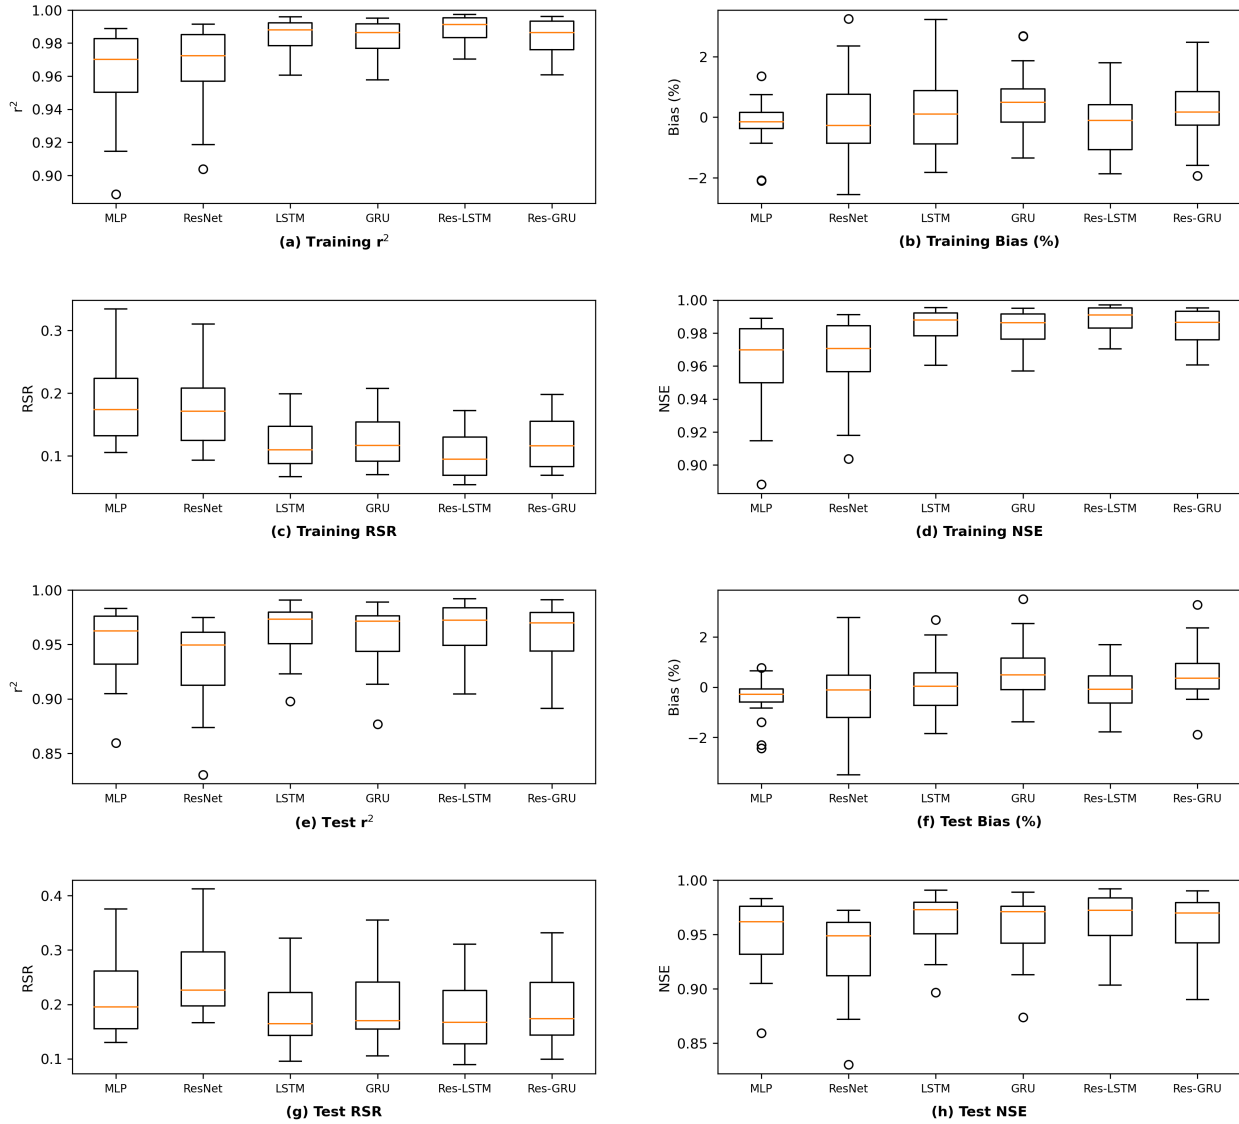 1.00
0.98
0.96
0.94
0.92
0.90
r²
MLP ResNet LSTM GRU Res-LSTM Res-GRU
(a) Training r²
2
0
−2
Bias (%)
MLP ResNet LSTM GRU Res-LSTM Res-GRU
(b) Training Bias (%)
0.3
0.2
0.1
RSR
MLP ResNet LSTM GRU Res-LSTM Res-GRU
(c) Training RSR
1.00
0.98
0.96
0.94
0.92
0.90
NSE
MLP ResNet LSTM GRU Res-LSTM Res-GRU
(d) Training NSE
1.00
0.95
0.90
0.85
r²
MLP ResNet LSTM GRU Res-LSTM Res-GRU
(e) Test r²
2
0
−2
Bias (%)
MLP ResNet LSTM GRU Res-LSTM Res-GRU
(f) Test Bias (%)
0.4
0.3
0.2
0.1
RSR
MLP ResNet LSTM GRU Res-LSTM Res-GRU
(g) Test RSR
1.00
0.95
0.90
0.85
NSE
MLP ResNet LSTM GRU Res-LSTM Res-GRU
(h) Test NSE